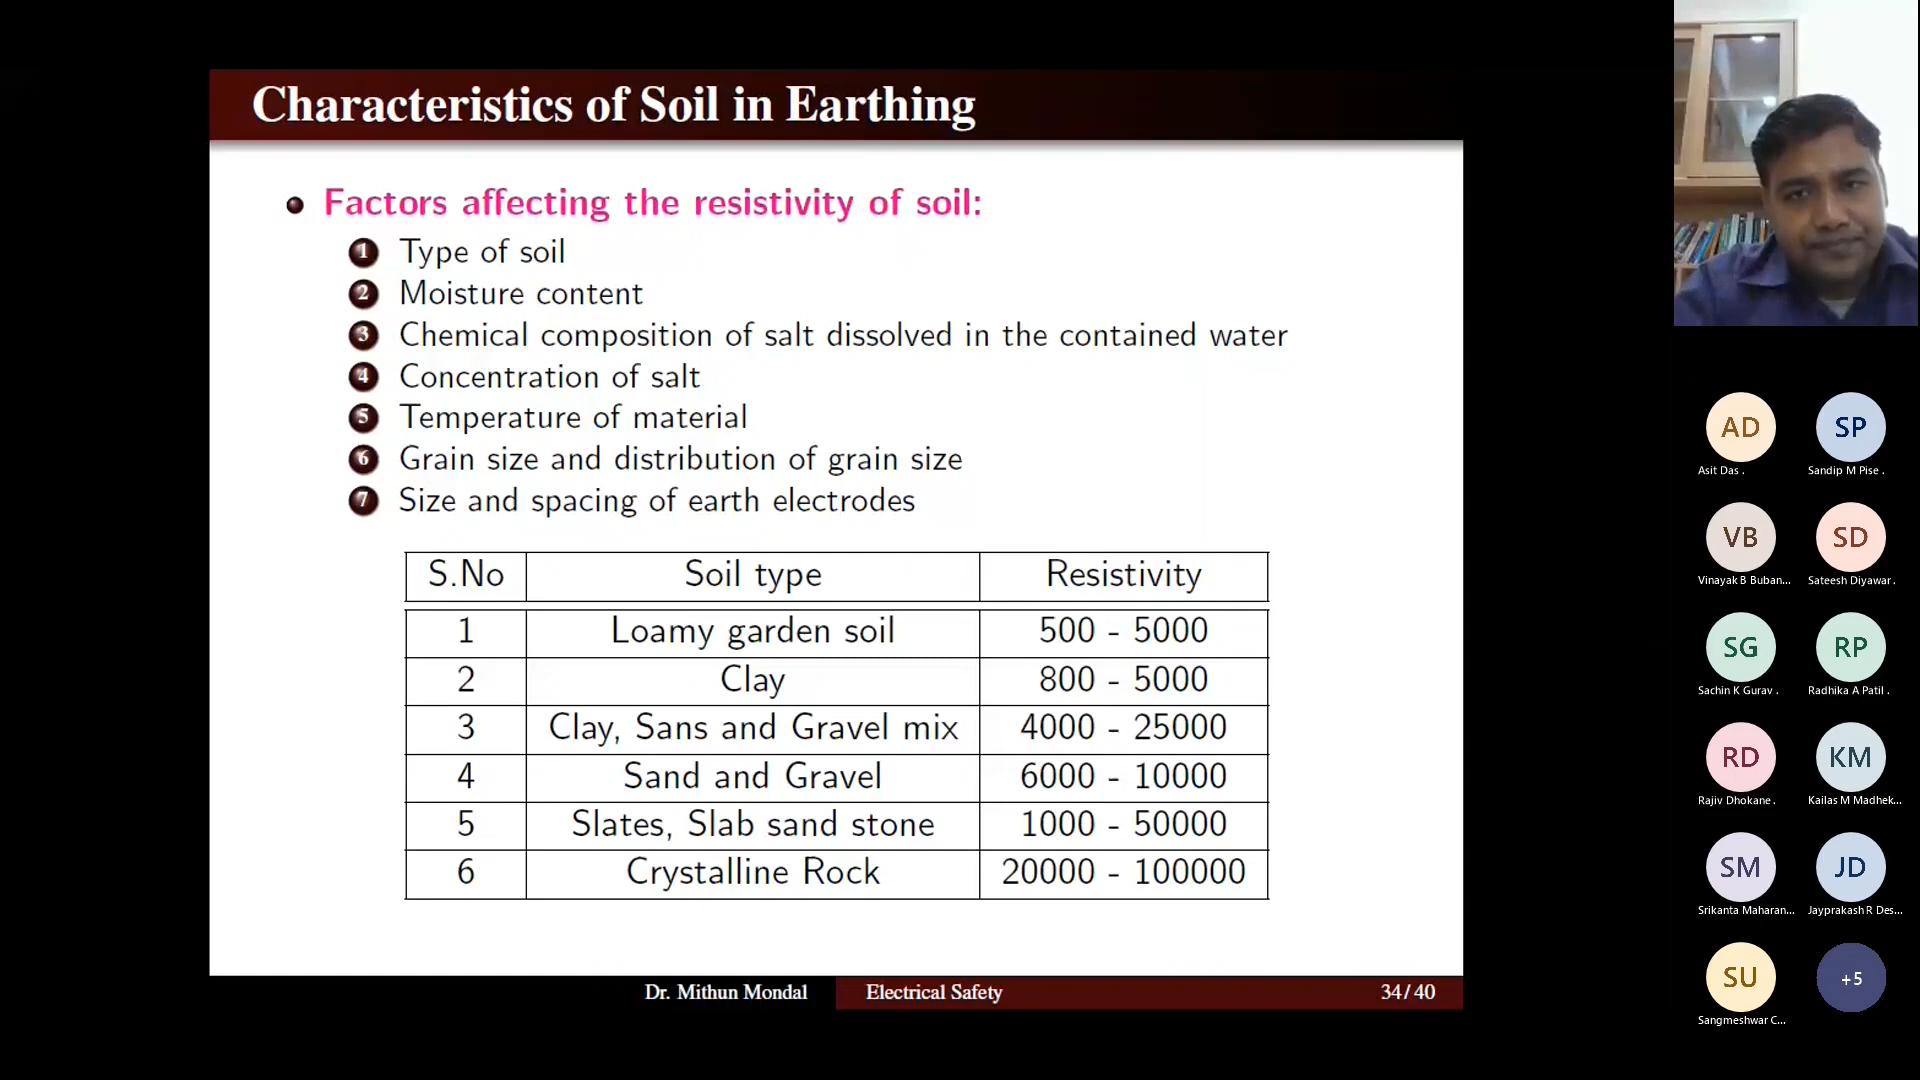 Characteristics of Soil in Earthing
Factors affecting the resistivity of soil:
1 Type of soil
2 Moisture content
3 Chemical composition of salt dissolved in the contained water
4 Concentration of salt
5 Temperature of material
6 Grain size and distribution of grain size
7 Size and spacing of earth electrodes
S.No Soil type Resistivity
1 Loamy garden soil 500 - 5000
2 Clay 800 - 5000
3 Clay, Sans and Gravel mix 4000 - 25000
4 Sand and Gravel 6000 - 10000
5 Slates, Slab sand stone 1000 - 50000
6 Crystalline Rock 20000 - 100000
Dr. Mithun Mondal Electrical Safety 34/40
AD SP
Asit Das . Sandip M Pise .
VB SD
Vinayak B Buban... Sateesh Diyawar .
SG RP
Sachin K Gurav . Radhika A Patil .
RD KM
Rajiv Dhokane . Kailas M Madhek...
SM JD
Srikanta Maharan... Jayprakash R Des...
SU +5
Sangmeshwar C...